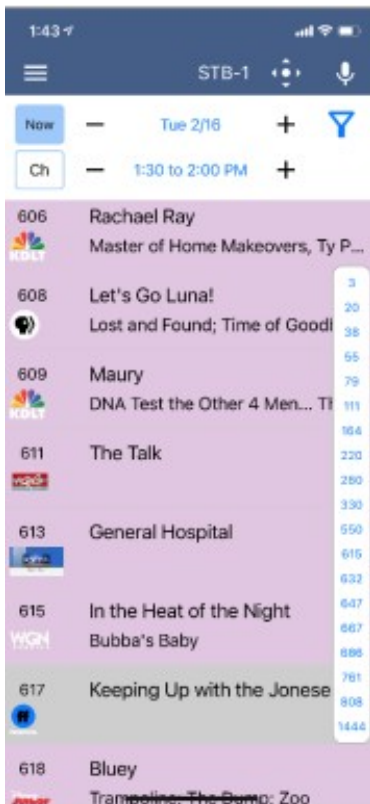 1:43
STB-1
Now — Tue 2/16 +
Ch — 1:30 to 2:00 PM +
606 Rachael Ray
KDLT Master of Home Makeovers, Ty P...
608 Let's Go Luna!
Lost and Found; Time of Goodi
609 Maury
KDLT DNA Test the Other 4 Men... Th
611 The Talk
613 General Hospital
615 In the Heat of the Night
WGN Bubba's Baby
617 Keeping Up with the Jonese
618 Bluey
Trampoline; The Dump; Zoo
3
20
38
55
79
111
164
220
280
330
550
615
632
647
667
686
761
808
1444